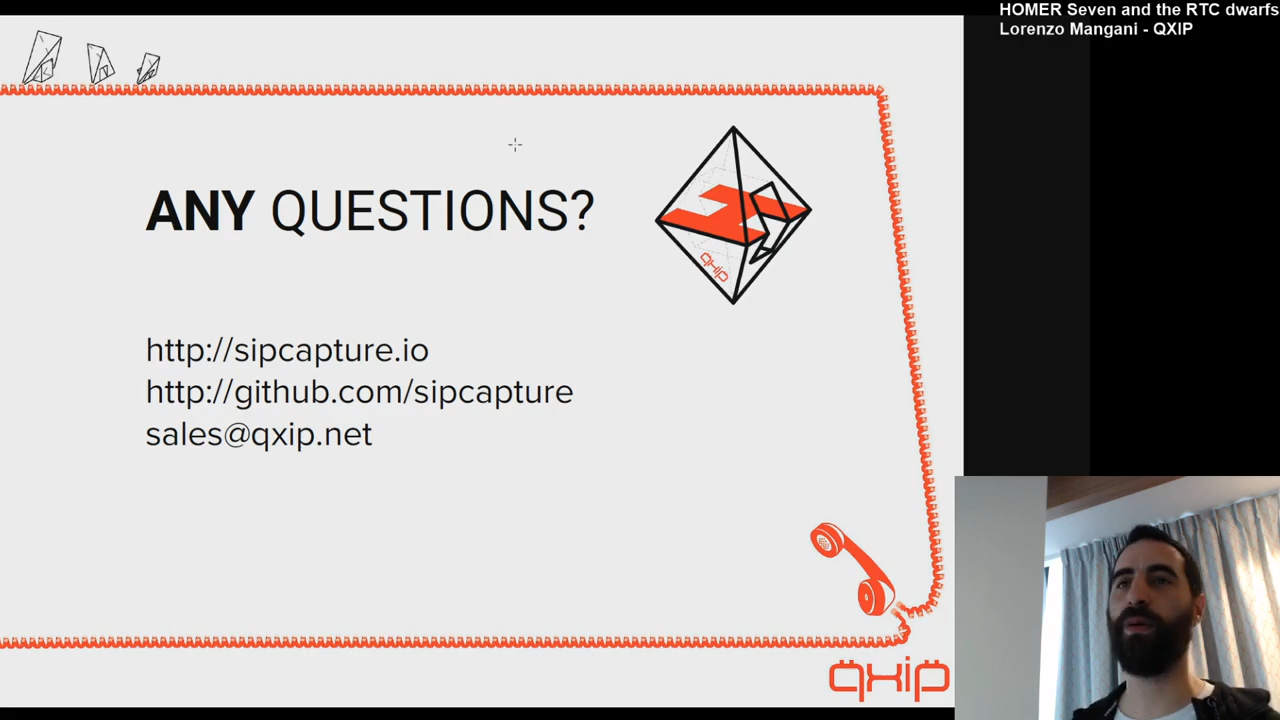 HOMER Seven and the RTC dwarfs
Lorenzo Mangani - QXIP
ANY QUESTIONS?
qxip
http://sipcapture.io
http://github.com/sipcapture
sales@qxip.net
qxip